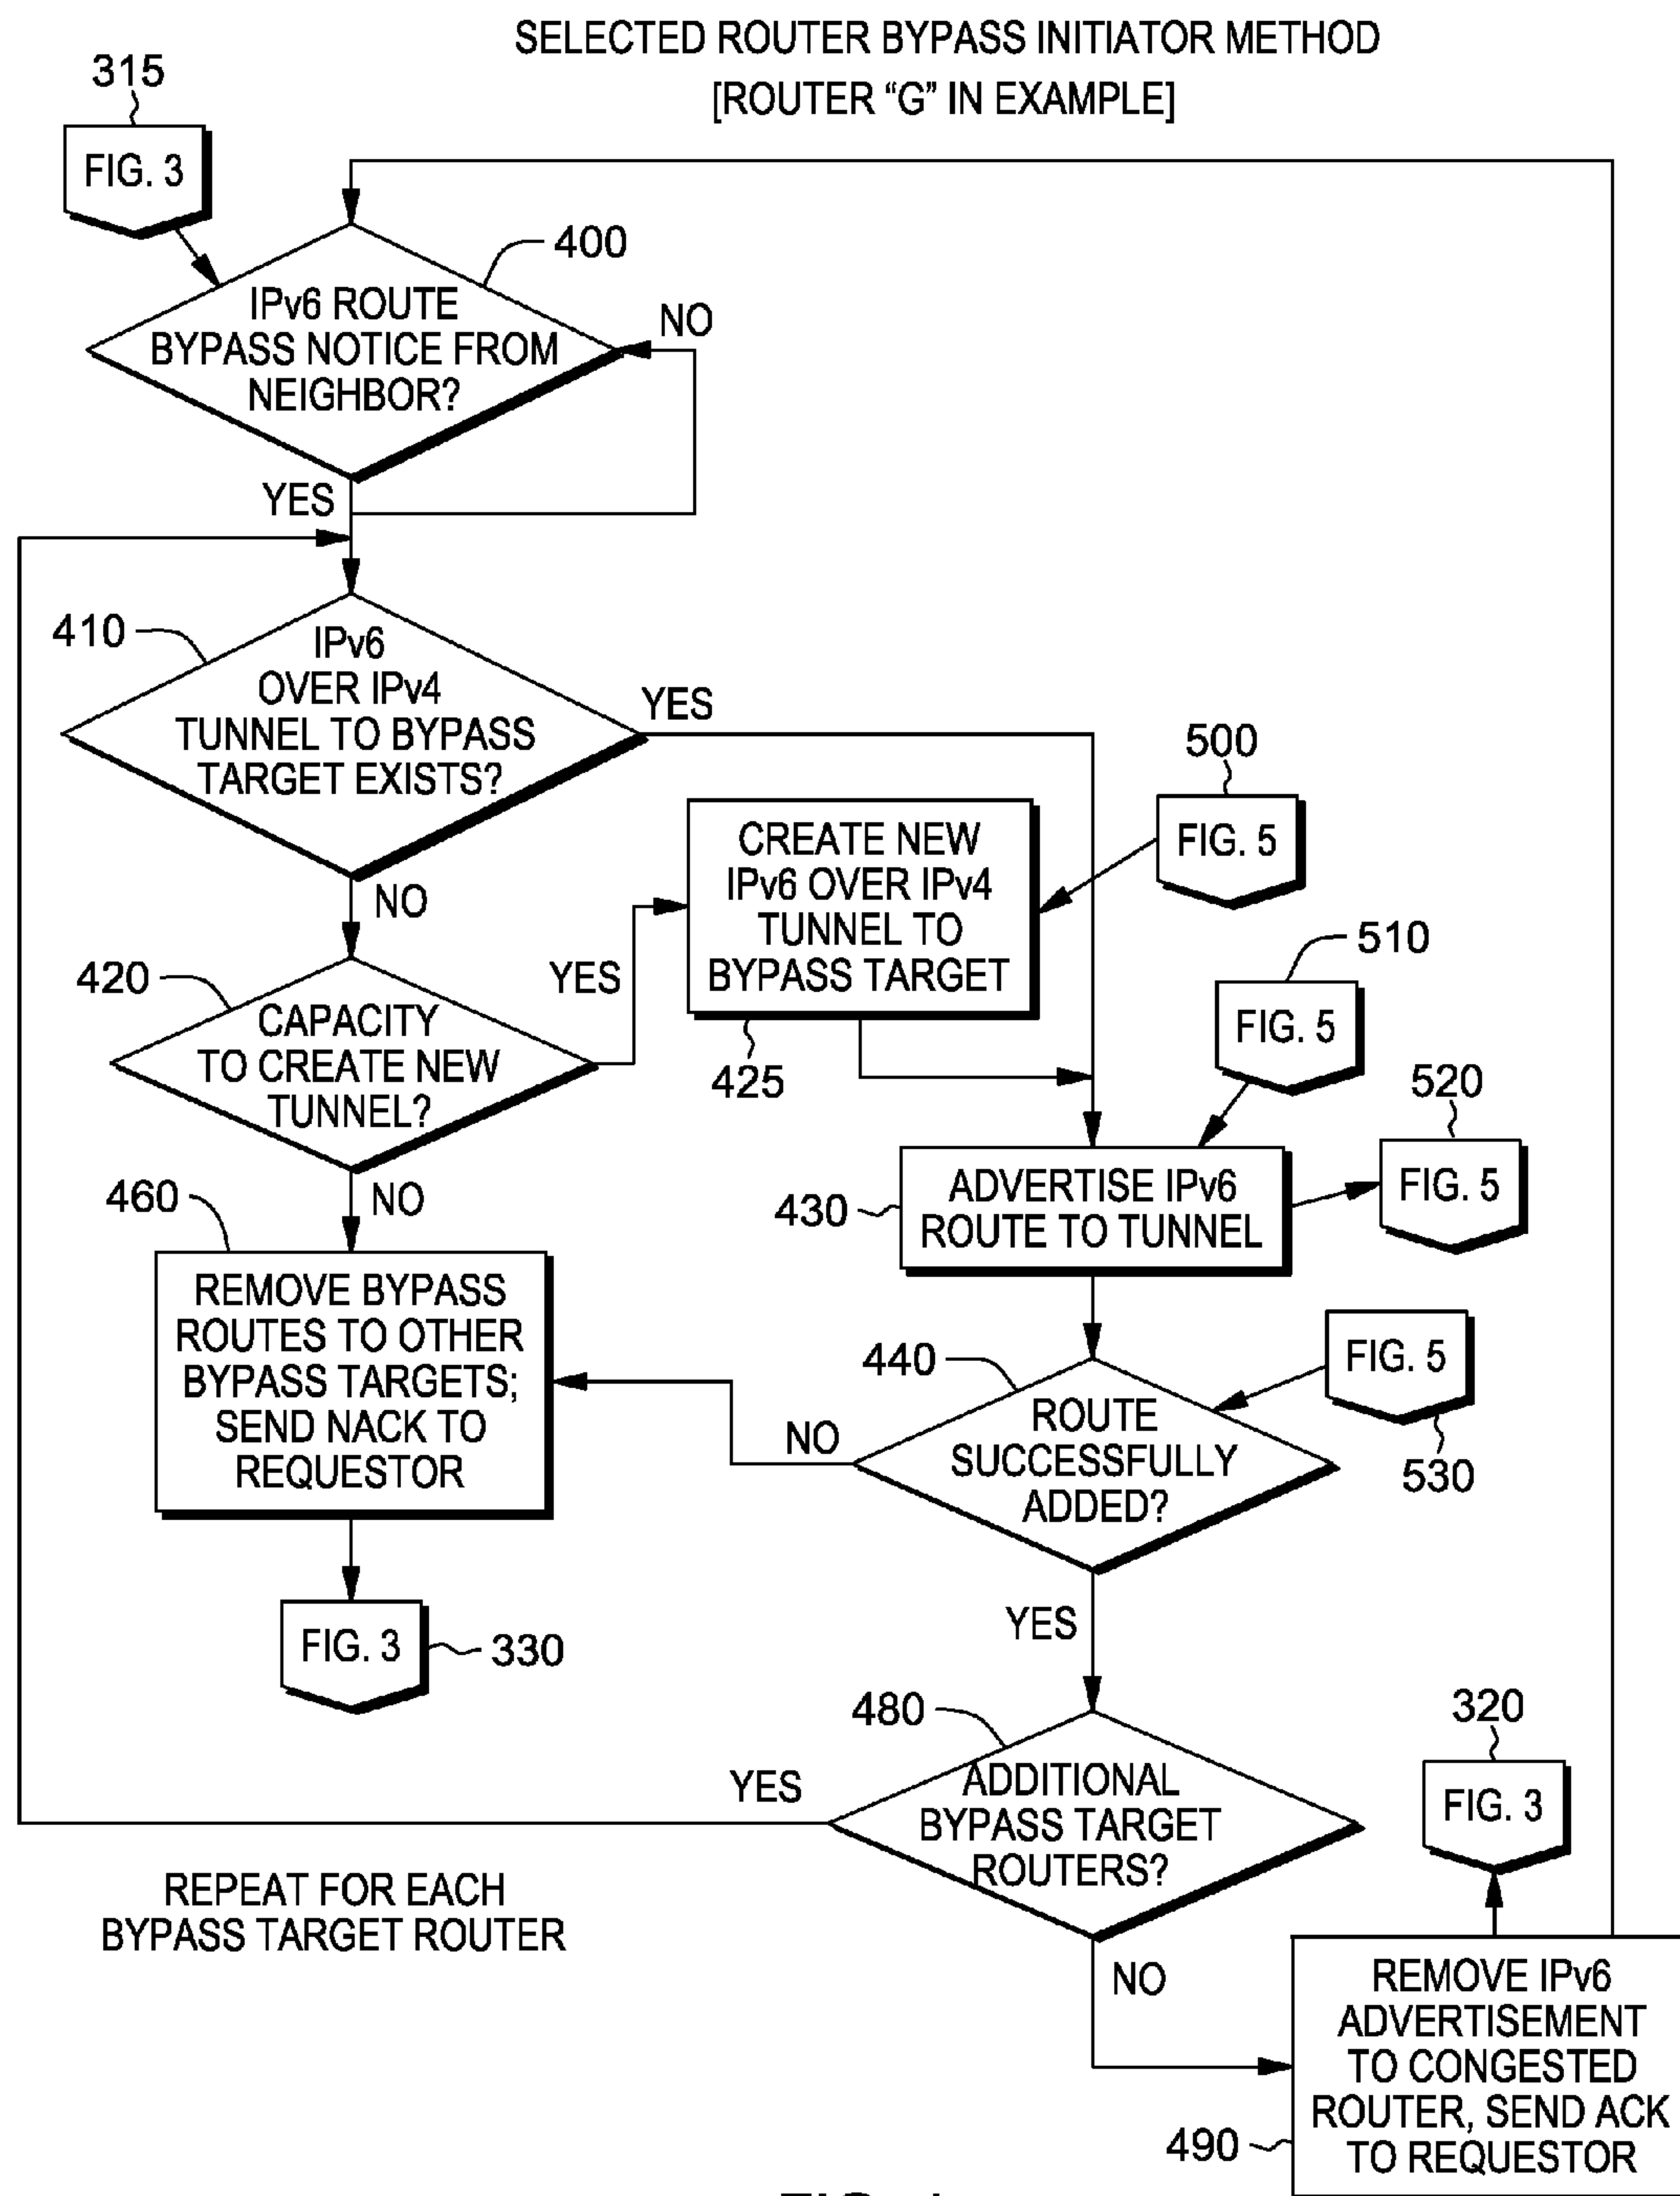 SELECTED ROUTER BYPASS INITIATOR METHOD
[ROUTER “G” IN EXAMPLE]
315
FIG. 3
400
IPv6 ROUTE
BYPASS NOTICE FROM
NEIGHBOR?
NO
YES
410
IPv6
OVER IPv4
TUNNEL TO BYPASS
TARGET EXISTS?
YES
NO
500
FIG. 5
CREATE NEW
IPv6 OVER IPv4
TUNNEL TO
BYPASS TARGET
425
420
CAPACITY
TO CREATE NEW
TUNNEL?
YES
NO
510
FIG. 5
520
FIG. 5
430
ADVERTISE IPv6
ROUTE TO TUNNEL
460
REMOVE BYPASS
ROUTES TO OTHER
BYPASS TARGETS;
SEND NACK TO
REQUESTOR
440
ROUTE
SUCCESSFULLY
ADDED?
NO
YES
FIG. 5
530
FIG. 3
330
480
ADDITIONAL
BYPASS TARGET
ROUTERS?
YES
NO
320
FIG. 3
REPEAT FOR EACH
BYPASS TARGET ROUTER
REMOVE IPv6
ADVERTISEMENT
TO CONGESTED
ROUTER, SEND ACK
TO REQUESTOR
490